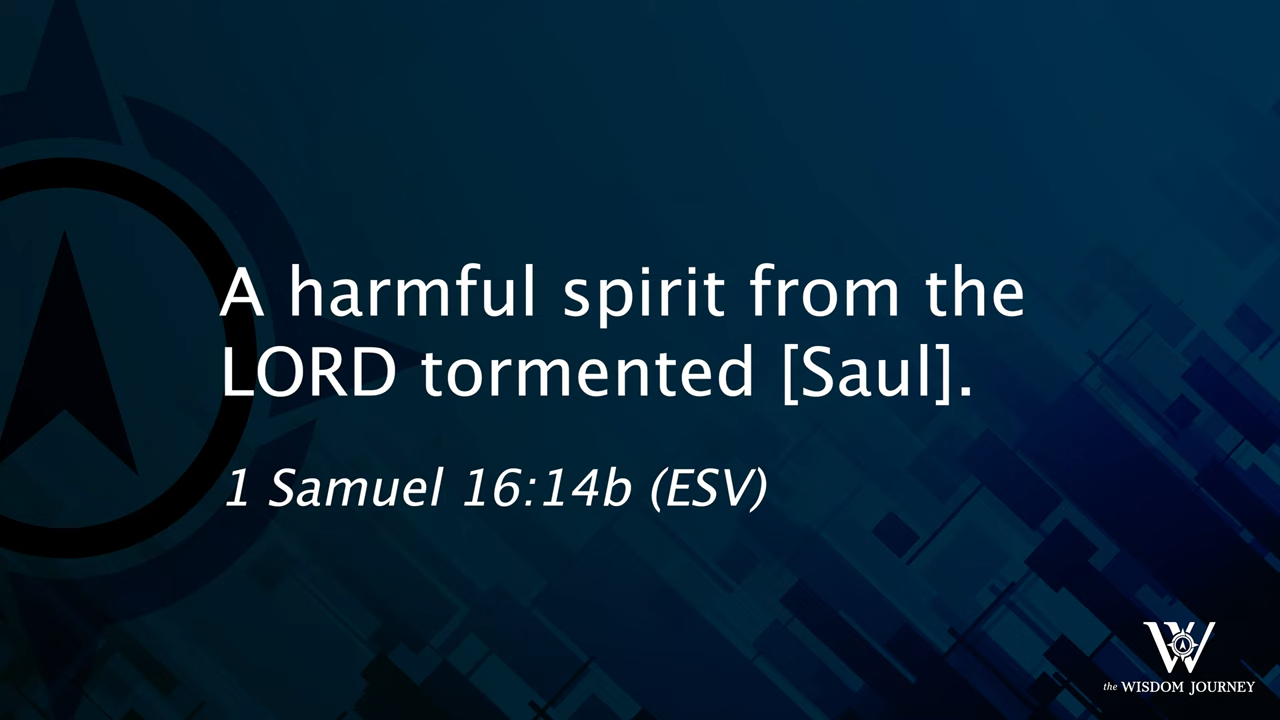 A harmful spirit from the
LORD tormented [Saul].
1 Samuel 16:14b (ESV)
W
the WISDOM JOURNEY